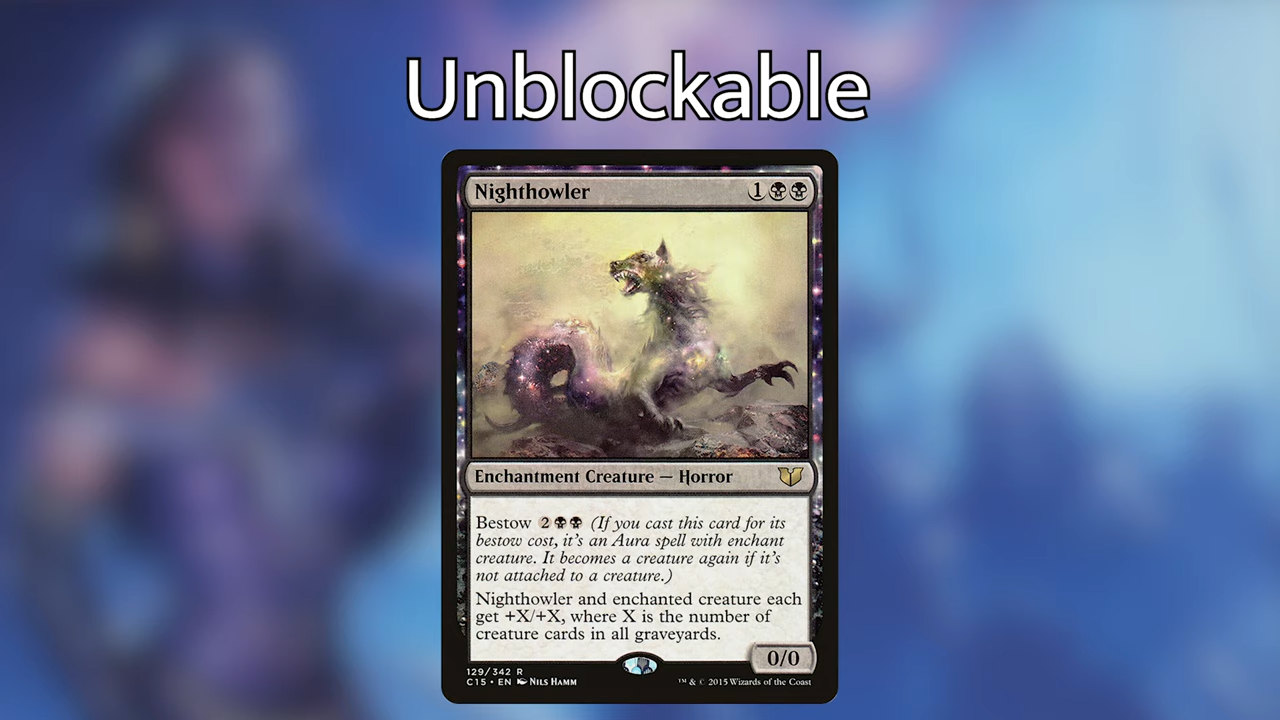 Unblockable
Nighthowler 1
Enchantment Creature — Horror
Bestow 2 (If you cast this card for its
bestow cost, it's an Aura spell with enchant
creature. It becomes a creature again if it's
not attached to a creature.)
Nighthowler and enchanted creature each
get +X/+X, where X is the number of
creature cards in all graveyards.
0/0
129/342 R
C15 • EN Nils Hamm
™ & © 2015 Wizards of the Coast